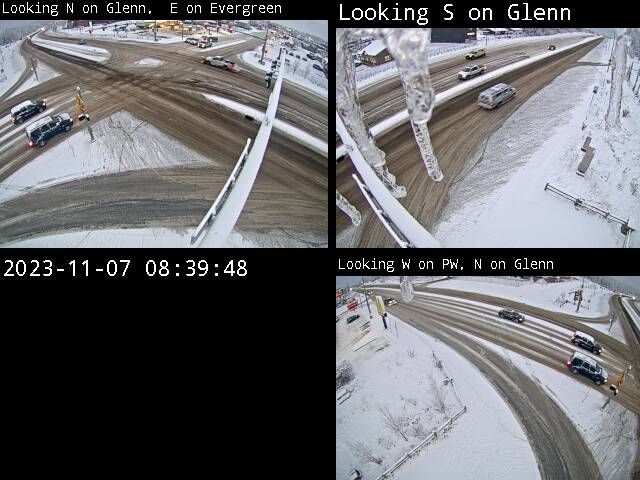 Looking N on Glenn,  E on Evergreen
Looking S on Glenn
2023-11-07 08:39:48
Looking W on PW, N on Glenn